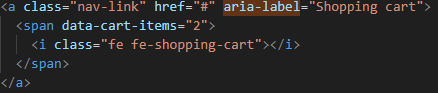 <a class="nav-link" href="#" aria-label="Shopping cart">
<span data-cart-items="2">
<i class="fe fe-shopping-cart"></i>
</span>
</a>